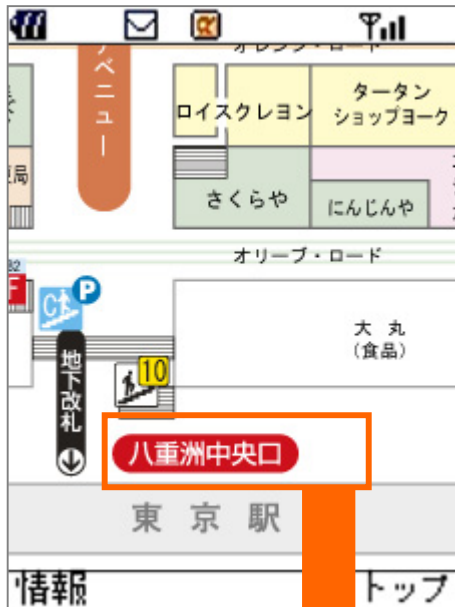 オレンジ・ロード
ベニュー
ロイスクレヨン
タータン
ショップヨーク
局
さくらや
にんじんや
オリーブ・ロード
F
C
P
大丸
(食品)
10
地下改札
八重洲中央口
東京駅
情報
トップ